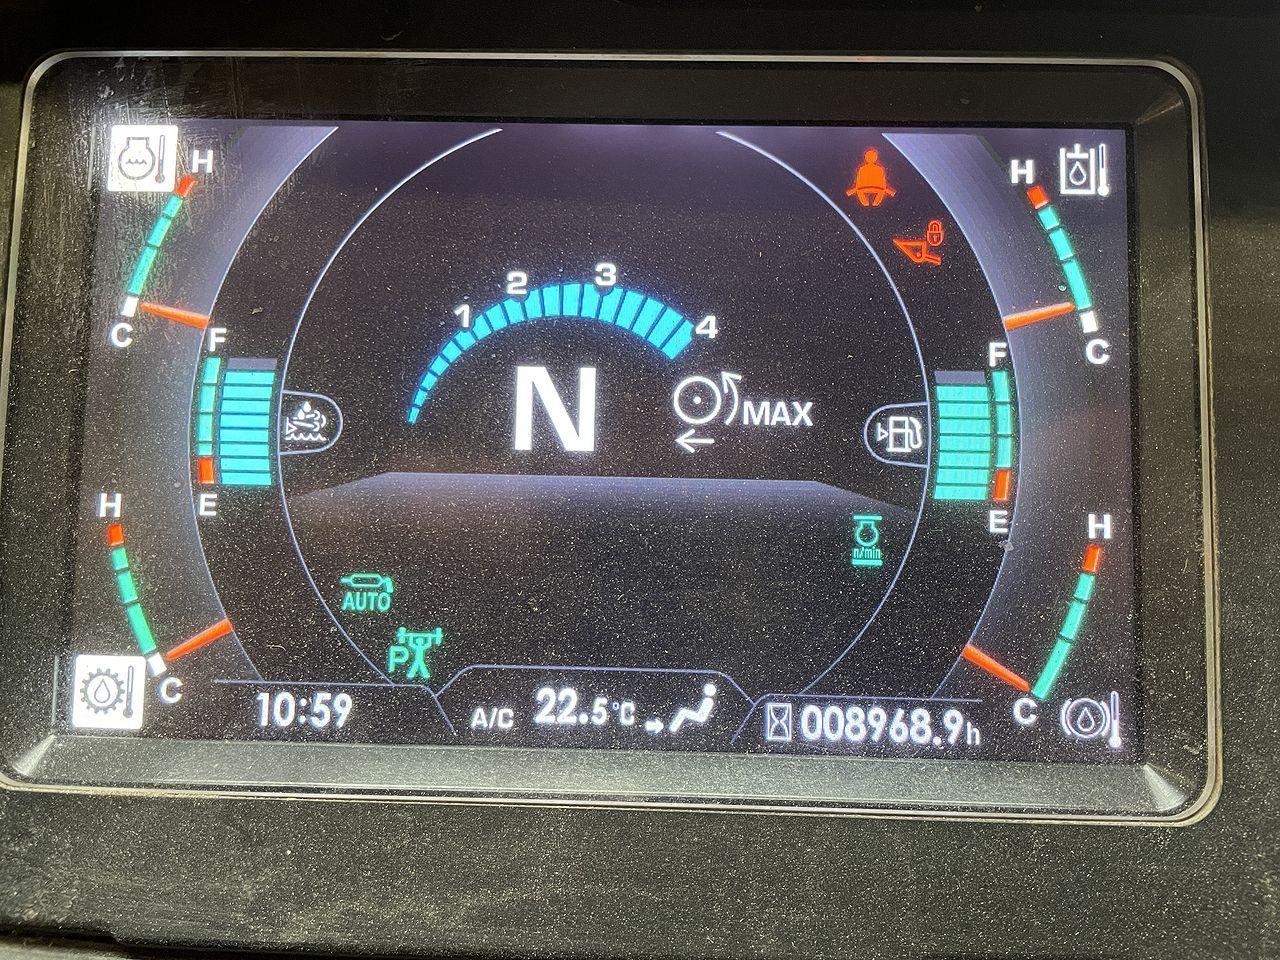 H
H
C
C
1
2
3
4
F
F
N
MAX
E
E
H
H
n/min
AUTO
P
C
C
10:59
A/C 22.5°C
008968.9h